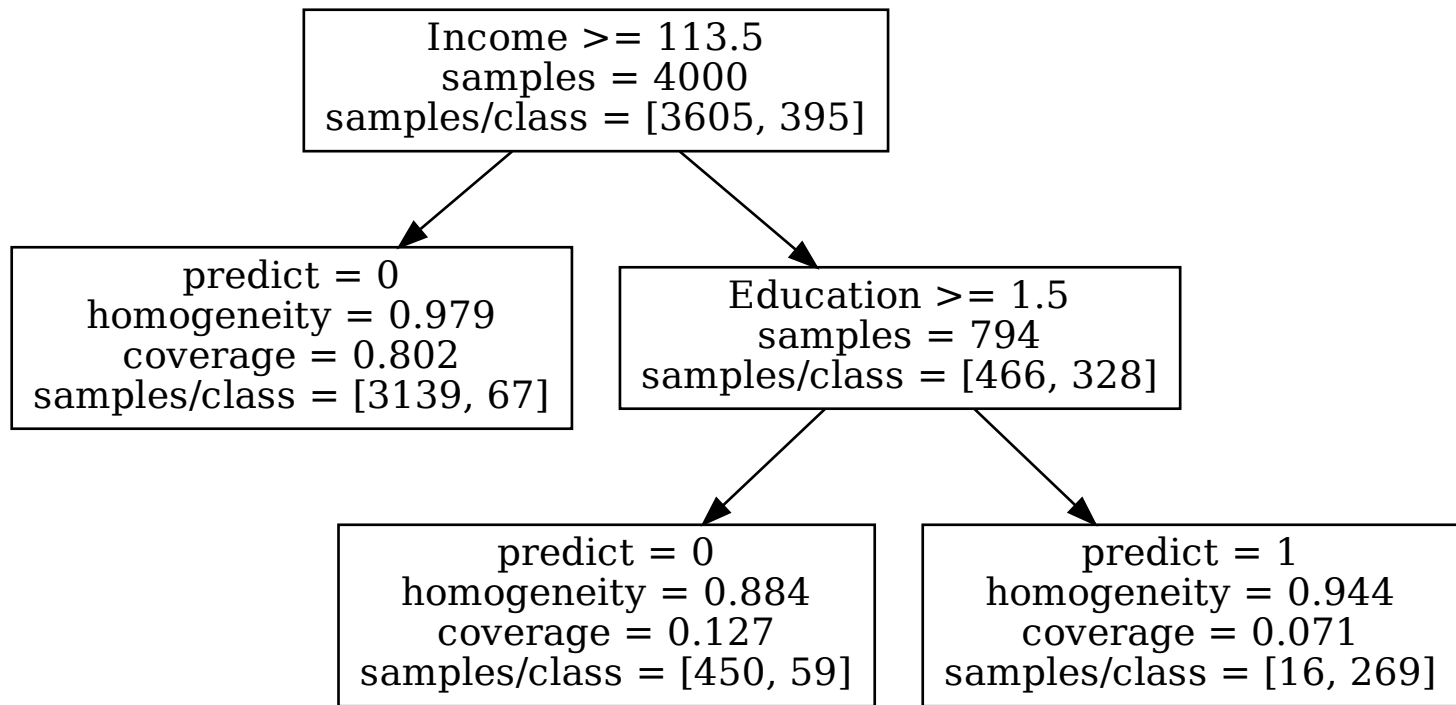 Income >= 113.5
samples = 4000
samples/class = [3605, 395]
predict = 0
homogeneity = 0.979
coverage = 0.802
samples/class = [3139, 67]
Education >= 1.5
samples = 794
samples/class = [466, 328]
predict = 0
homogeneity = 0.884
coverage = 0.127
samples/class = [450, 59]
predict = 1
homogeneity = 0.944
coverage = 0.071
samples/class = [16, 269]